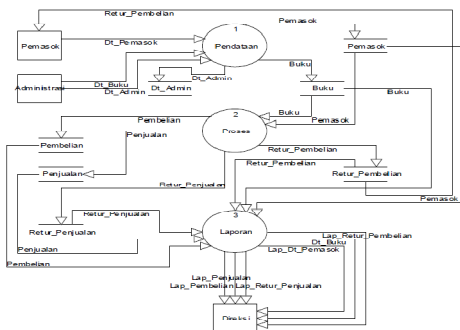 Retur_Pembelian
Pemasok
1
Pemasok
Dt_Pemasok
Pendataan
Pemasok
Buku
Dt_Buku
Dt_Admin
Administrasi
Dt_Admin
Dt_Admin
Buku
Buku
Buku
Pembelian
2
Pemasok
Penjualan
Proses
Pembelian
Retur_Pembelian
Retur_Pembelian
Penjualan
Retur_Pembelian
Retur_Penjualan
Pemasok
Retur_Penjualan
3
Retur_Penjualan
Laporan
Lap_Retur_Pembelian
Dt_Buku
Lap_Dt_Pemasok
Penjualan
Pembelian
Lap_Penjualan
Lap_Pembelian
Lap_Retur_Penjualan
Direksi